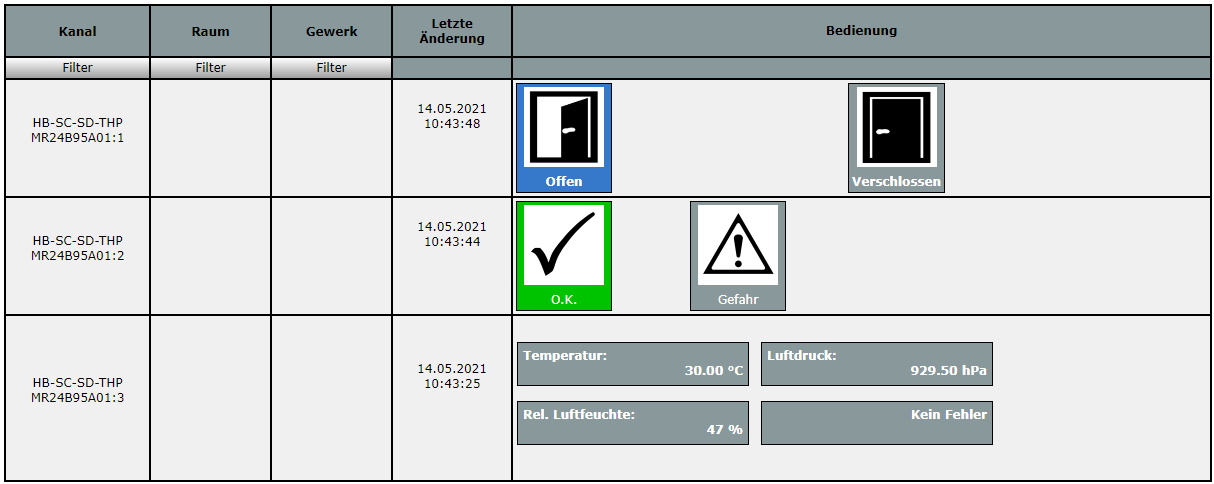 Kanal
Raum
Gewerk
Letzte
Änderung
Bedienung
Filter
Filter
Filter
HB-SC-SD-THP
MR24B95A01:1
14.05.2021
10:43:48
Offen
Verschlossen
HB-SC-SD-THP
MR24B95A01:2
14.05.2021
10:43:44
O.K.
Gefahr
HB-SC-SD-THP
MR24B95A01:3
14.05.2021
10:43:25
Temperatur:
30.00 °C
Luftdruck:
929.50 hPa
Rel. Luftfeuchte:
47 %
Kein Fehler